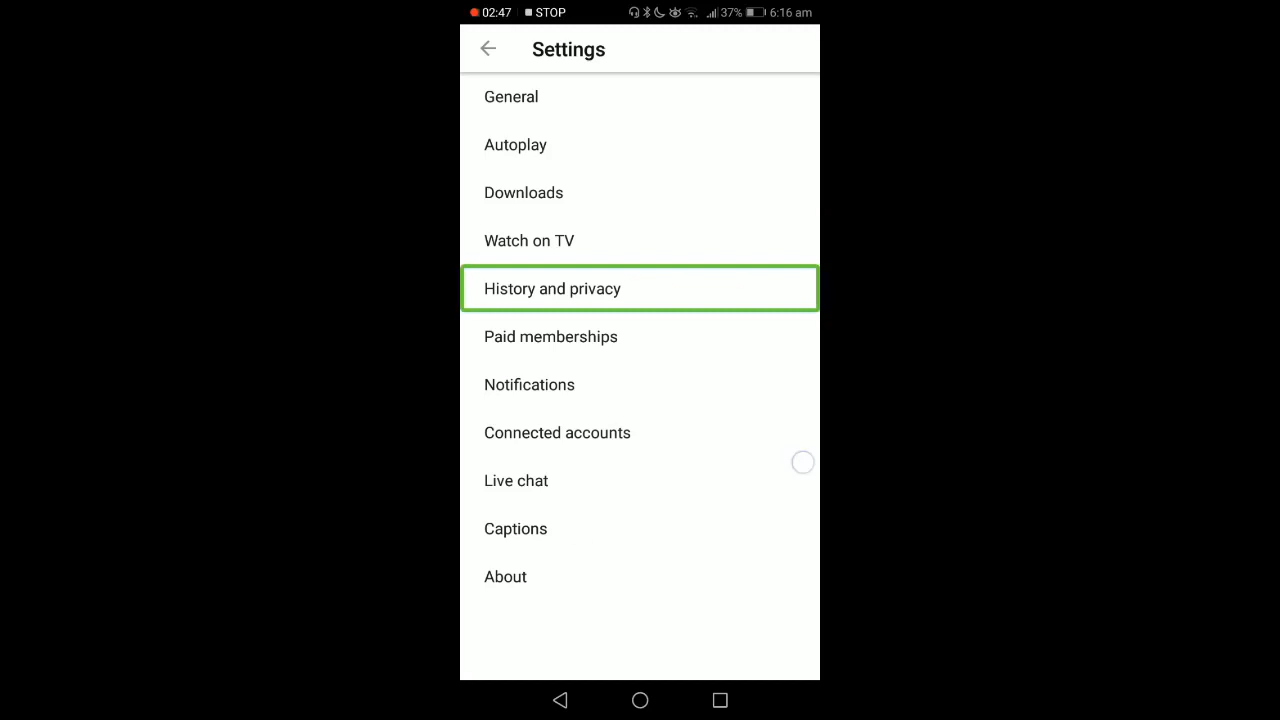 02:47 STOP 37% 6:16 am
Settings
General
Autoplay
Downloads
Watch on TV
History and privacy
Paid memberships
Notifications
Connected accounts
Live chat
Captions
About